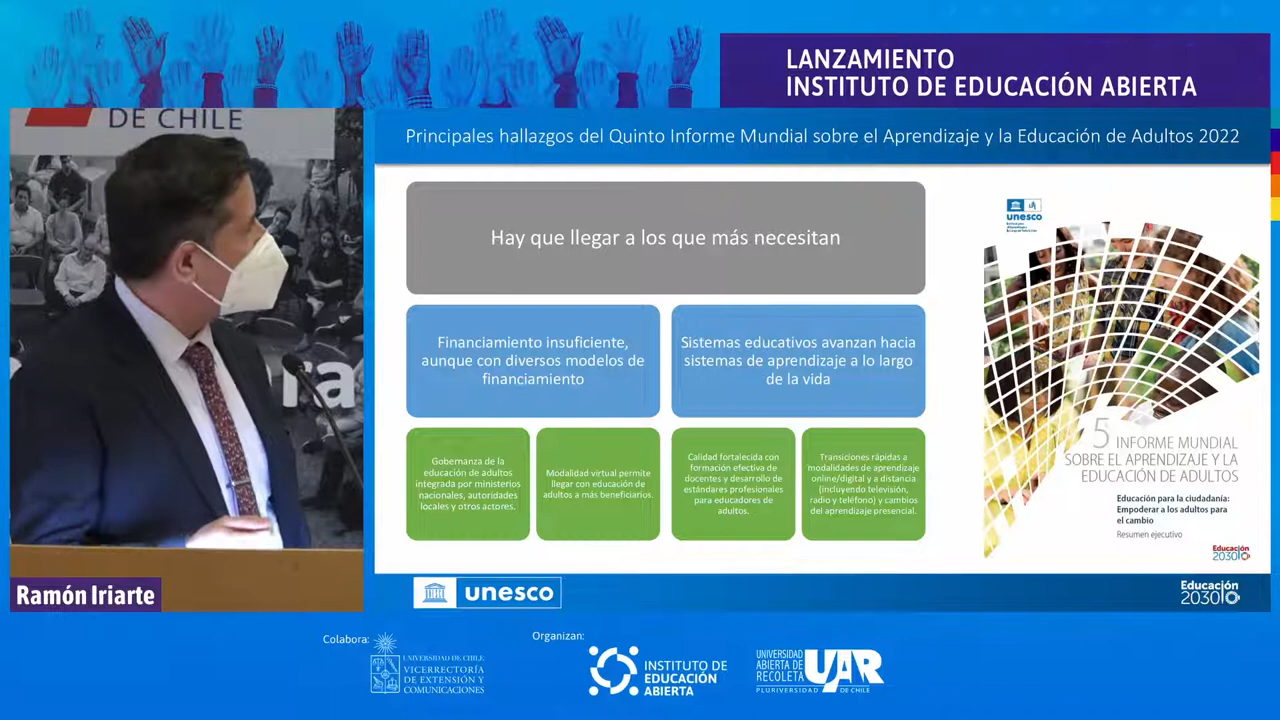 LANZAMIENTO
INSTITUTO DE EDUCACIÓN ABIERTA
DE CHILE
ra
Ramón Iriarte
Principales hallazgos del Quinto Informe Mundial sobre el Aprendizaje y la Educación de Adultos 2022
Hay que llegar a los que más necesitan
Financiamiento insuficiente,
aunque con diversos modelos de
financiamiento
Sistemas educativos avanzan hacia
sistemas de aprendizaje a lo largo
de la vida
Gobernanza de la
educación de adultos
integrada por ministerios
nacionales, autoridades
locales y otros actores.
Modalidad virtual permite
llegar con educación de
adultos a más beneficiarios.
Calidad fortalecida con
formación efectiva de
docentes y desarrollo de
estándares profesionales
para educadores de
adultos.
Transiciones rápidas a
modalidades de aprendizaje
online/digital y a distancia
(incluyendo televisión,
radio y teléfono) y cambios
del aprendizaje presencial.
unesco
5 INFORME MUNDIAL
SOBRE EL APRENDIZAJE Y LA
EDUCACIÓN DE ADULTOS
Educación para la ciudadanía:
Empoderar a los adultos para
el cambio
Resumen ejecutivo
Educación
2030
unesco
Educación
2030
Colabora:
UNIVERSIDAD DE CHILE
VICERRECTORÍA
DE EXTENSIÓN Y
COMUNICACIONES
Organizan:
INSTITUTO DE
EDUCACIÓN
ABIERTA
UNIVERSIDAD
ABIERTA DE
RECOLETA
UAR
PLURIVERSIDAD DE CHILE